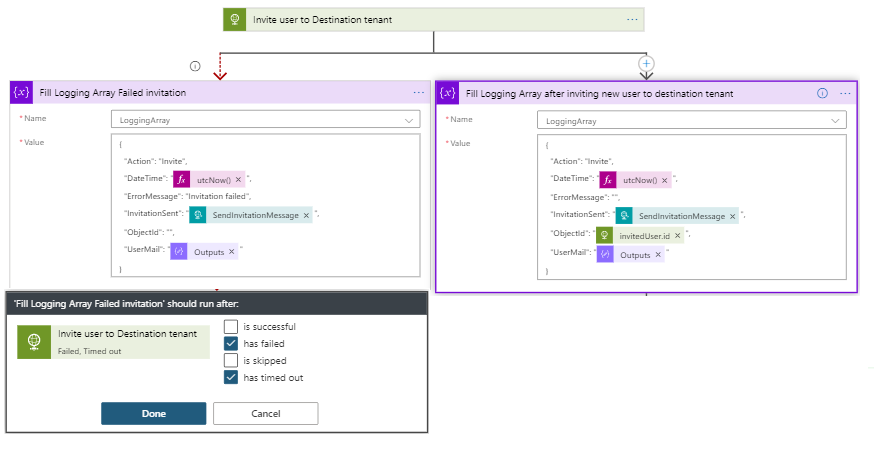 Invite user to Destination tenant
{x} Fill Logging Array Failed invitation
* Name
LoggingArray
* Value
{
"Action": "Invite",
"DateTime": " fx utcNow() × ",
"ErrorMessage": "Invitation failed",
"InvitationSent": " SendInvitationMessage × ",
"ObjectId": "",
"UserMail": " Outputs × "
}
{x} Fill Logging Array after inviting new user to destination tenant
* Name
LoggingArray
* Value
{
"Action": "Invite",
"DateTime": " fx utcNow() × ",
"ErrorMessage": "",
"InvitationSent": " SendInvitationMessage × ",
"ObjectId": " invitedUser.id × ",
"UserMail": " Outputs × "
}
'Fill Logging Array Failed invitation' should run after:
Invite user to Destination tenant
Failed, Timed out
is successful
has failed
is skipped
has timed out
Done
Cancel